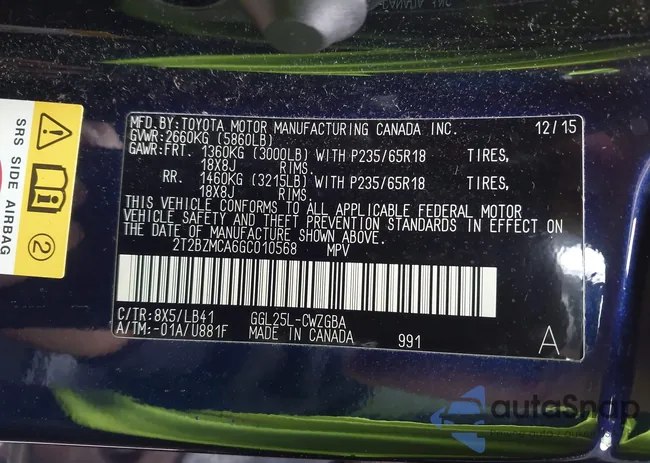 MFD.BY:TOYOTA MOTOR MANUFACTURING CANADA INC. 12/15
GVWR:2660KG (5860LB)
GAWR:FRT. 1360KG (3000LB) WITH P235/65R18 TIRES,
18X8J RIMS.
RR. 1460KG (3215LB) WITH P235/65R18 TIRES,
18X8J RIMS.
THIS VEHICLE CONFORMS TO ALL APPLICABLE FEDERAL MOTOR
VEHICLE SAFETY AND THEFT PREVENTION STANDARDS IN EFFECT ON
THE DATE OF MANUFACTURE SHOWN ABOVE.
2T2BZMCA6GC010568 MPV
C/TR:8X5/LB41 GGL25L-CWZGBA
A/TM:-01A/U881F MADE IN CANADA 991 A
SRS SIDE AIRBAG
2
autoSnap